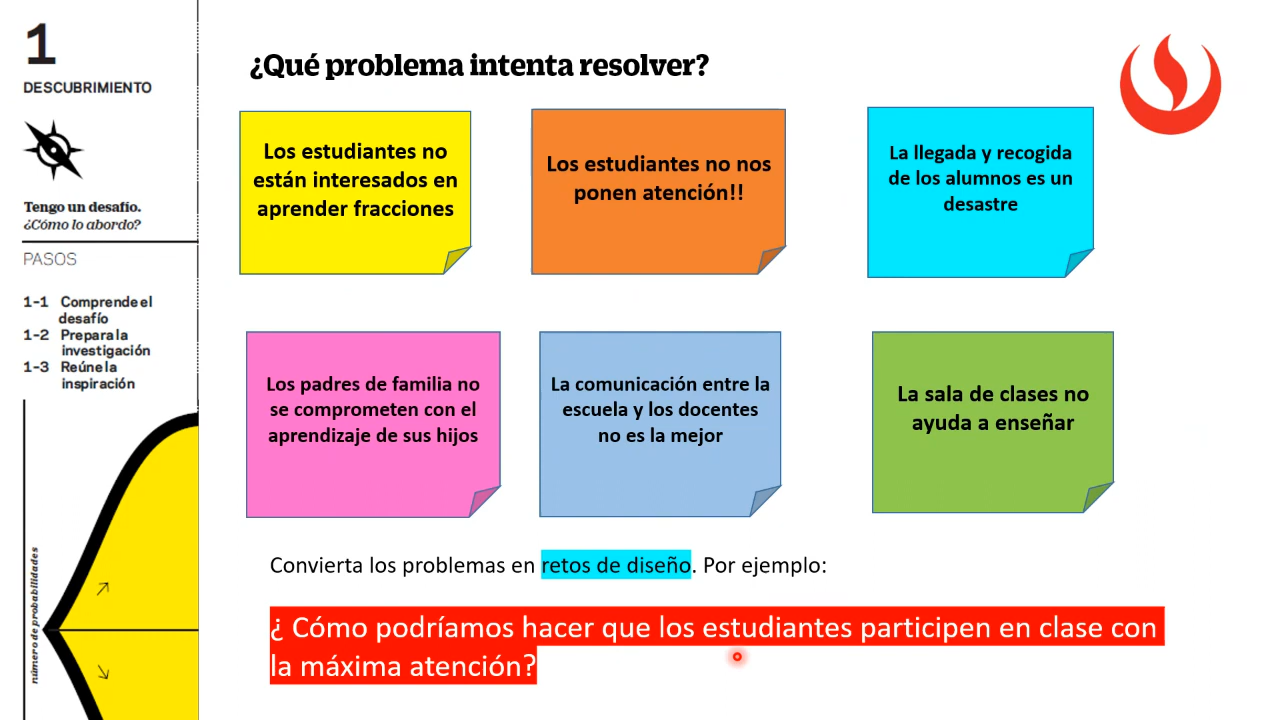 1
DESCUBRIMIENTO
Tengo un desafío.
¿Cómo lo abordo?
PASOS
1-1 Comprende el
desafío
1-2 Prepara la
investigación
1-3 Reúne la
inspiración
número de probabilidades
¿Qué problema intenta resolver?
Los estudiantes no
están interesados en
aprender fracciones
Los estudiantes no nos
ponen atención!!
La llegada y recogida
de los alumnos es un
desastre
Los padres de familia no
se comprometen con el
aprendizaje de sus hijos
La comunicación entre la
escuela y los docentes
no es la mejor
La sala de clases no
ayuda a enseñar
Convierta los problemas en retos de diseño. Por ejemplo:
¿ Cómo podríamos hacer que los estudiantes participen en clase con
la máxima atención?